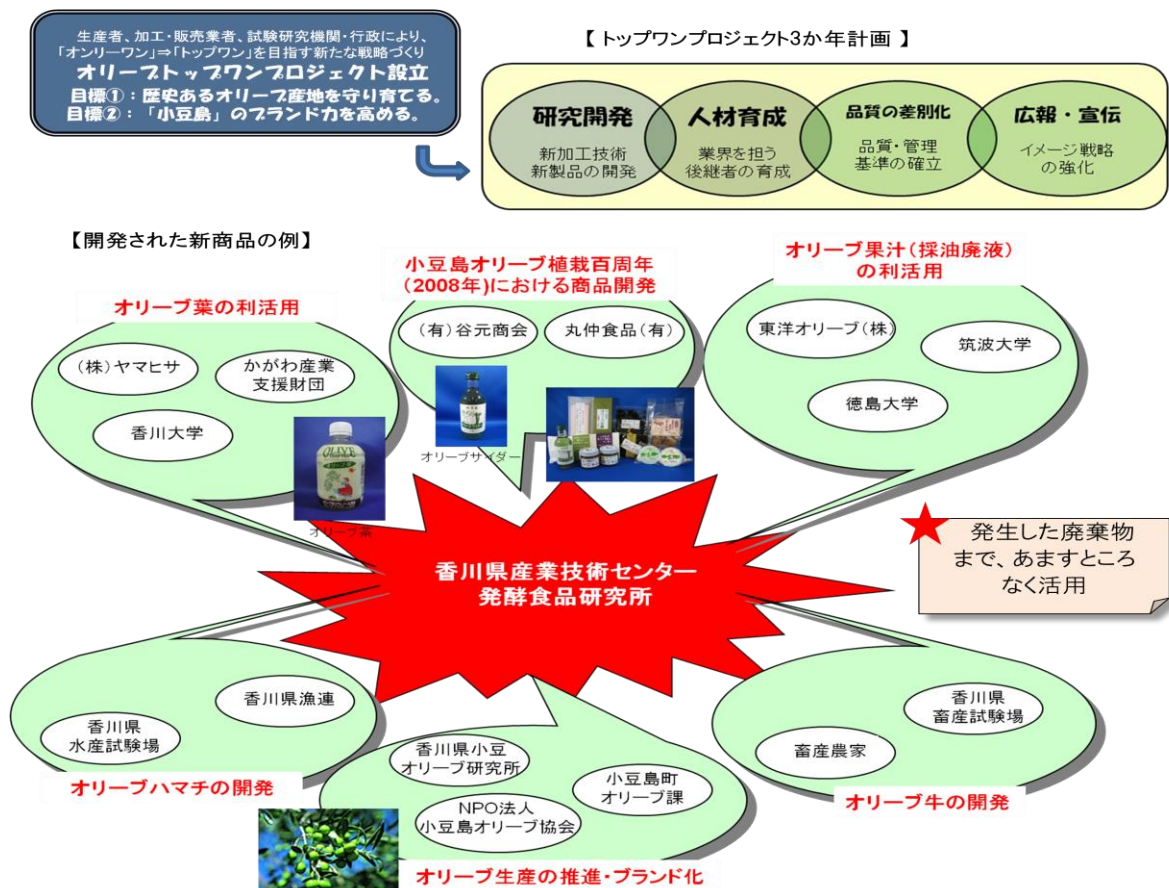 生産者、加工・販売業者、試験研究機関・行政により、
「オンリーワン」⇒「トップワン」を目指す新たな戦略づくり
オリーブトップワンプロジェクト設立
目標①：歴史あるオリーブ産地を守り育てる。
目標②：「小豆島」のブランド力を高める。
【 トップワンプロジェクト3か年計画 】
研究開発
新加工技術
新製品の開発
人材育成
業界を担う
後継者の育成
品質の差別化
品質・管理
基準の確立
広報・宣伝
イメージ戦略
の強化
【開発された新商品の例】
オリーブ葉の利活用
(株)ヤマヒサ
かがわ産業
支援財団
香川大学
OLIVE
オリーブ茶
小豆島オリーブ植栽百周年
(2008年)における商品開発
(有)谷元商会
丸仲食品(有)
オリーブサイダー
オリーブ果汁(採油廃液)
の利活用
東洋オリーブ(株)
筑波大学
徳島大学
香川県産業技術センター
発酵食品研究所
発生した廃棄物
まで、あますところ
なく活用
香川県漁連
香川県
水産試験場
オリーブハマチの開発
香川県小豆
オリーブ研究所
小豆島町
オリーブ課
NPO法人
小豆島オリーブ協会
オリーブ生産の推進・ブランド化
香川県
畜産試験場
畜産農家
オリーブ牛の開発